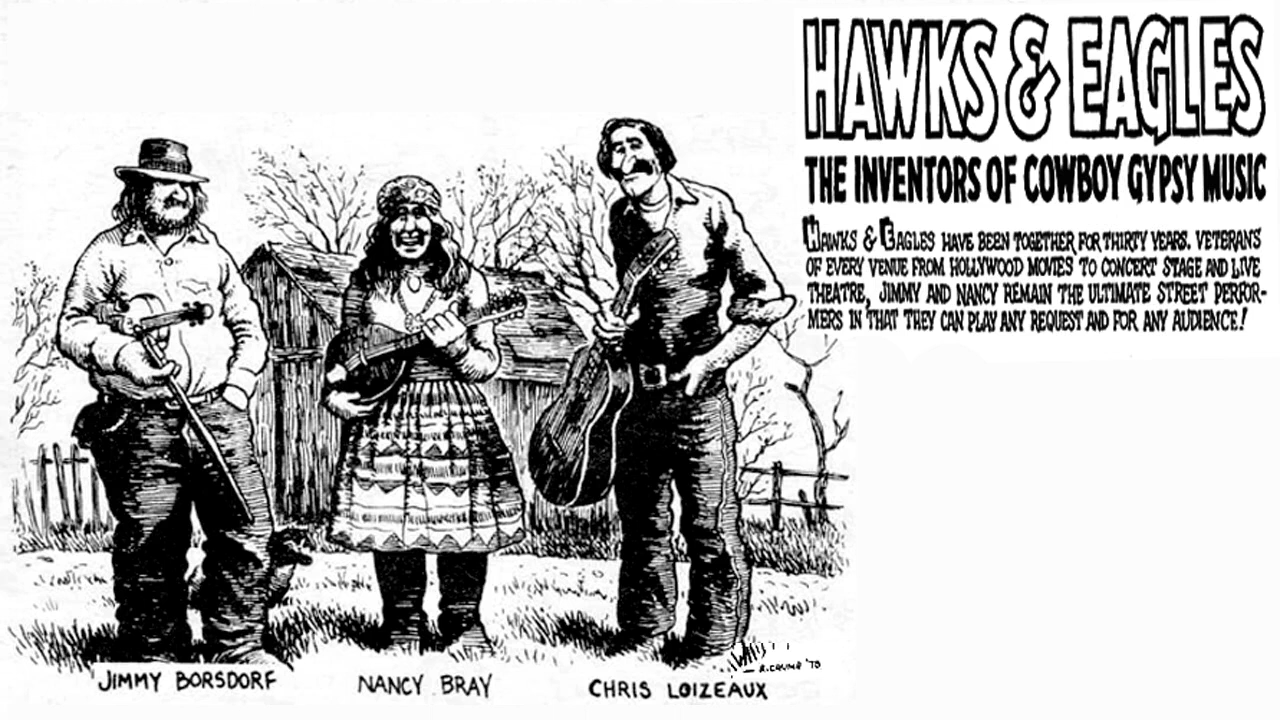 HAWKS & EAGLES
THE INVENTORS OF COWBOY GYPSY MUSIC
HAWKS & EAGLES HAVE BEEN TOGETHER FOR THIRTY YEARS. VETERANS
OF EVERY VENUE FROM HOLLYWOOD MOVIES TO CONCERT STAGE AND LIVE
THEATRE, JIMMY AND NANCY REMAIN THE ULTIMATE STREET PERFOR-
MERS IN THAT THEY CAN PLAY ANY REQUEST AND FOR ANY AUDIENCE!
R. CRUMB '78
JIMMY BORSDORF
NANCY BRAY
CHRIS LOIZEAUX